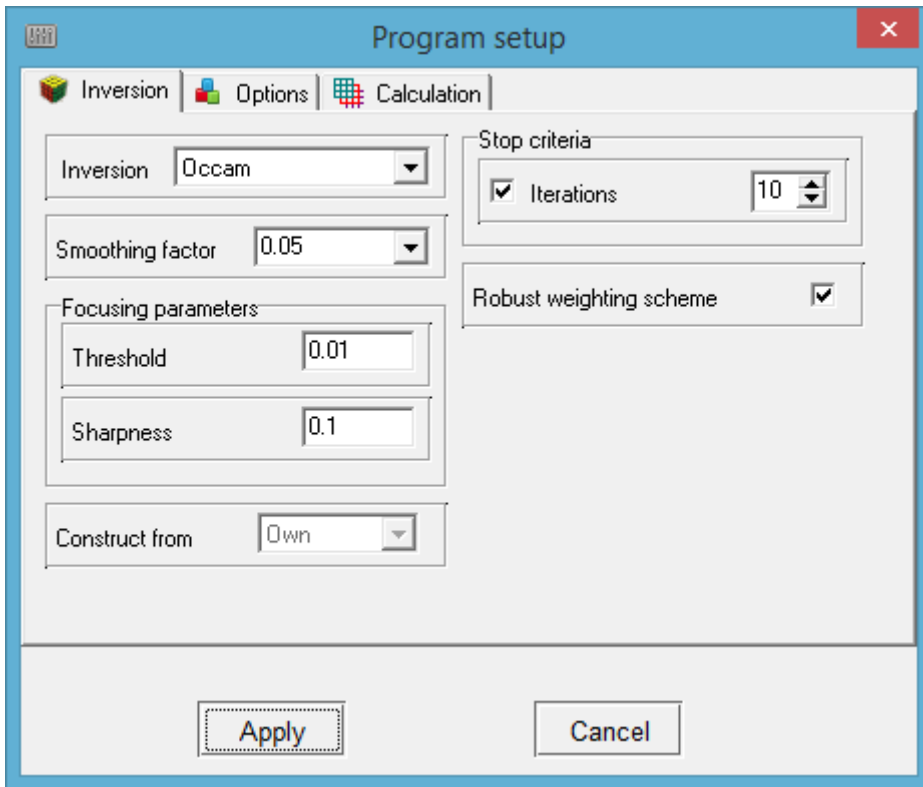 Program setup
Inversion
Options
Calculation
Inversion
Occam
Smoothing factor
0.05
Focusing parameters
Threshold
0.01
Sharpness
0.1
Construct from
Own
Stop criteria
Iterations
10
Robust weighting scheme
Apply
Cancel